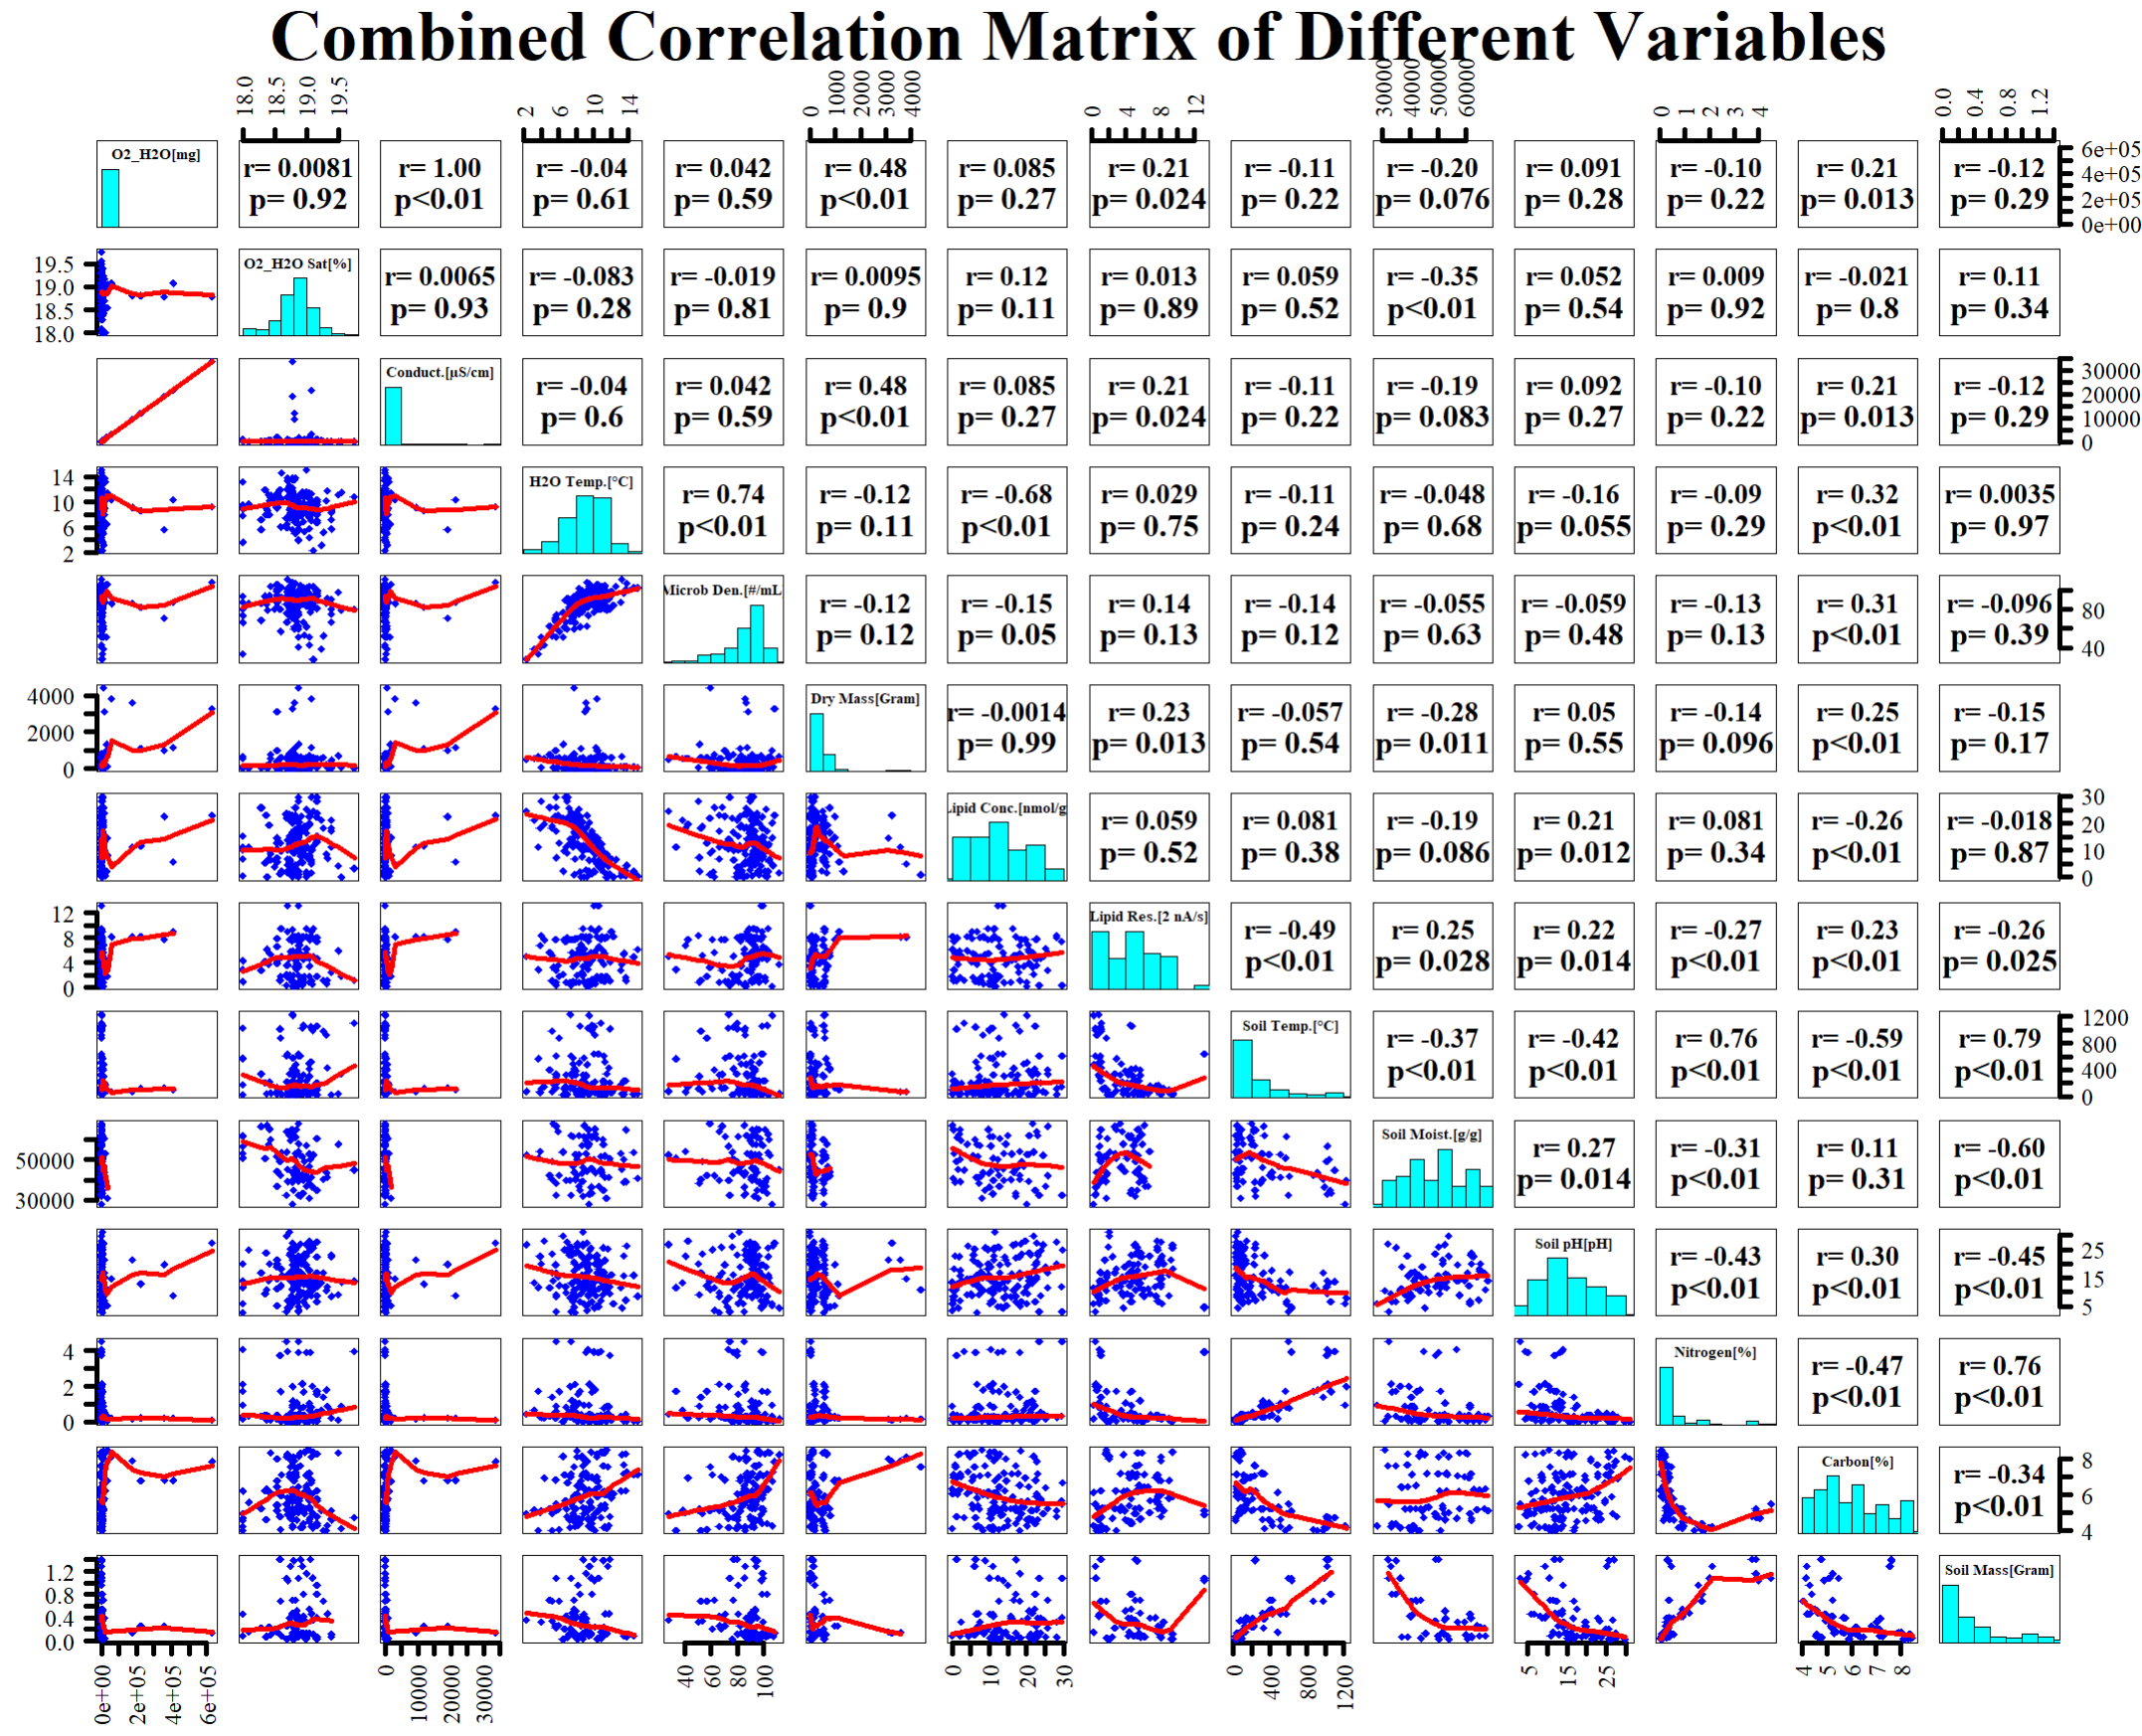 Combined Correlation Matrix of Different Variables
18.0 18.5 19.0 19.5
2 6 10 14
0 1000 2000 3000 4000
0 4 8 12
30000 40000 50000 60000
0 1 2 3 4
0.0 0.4 0.8 1.2
O2_H2O[mg]
r= 0.0081 r= 1.00 r= -0.04 r= 0.042 r= 0.48 r= 0.085 r= 0.21 r= -0.11 r= -0.20 r= 0.091 r= -0.10 r= 0.21 r= -0.12
p= 0.92 p<0.01 p= 0.61 p= 0.59 p<0.01 p= 0.27 p= 0.024 p= 0.22 p= 0.076 p= 0.28 p= 0.22 p= 0.013 p= 0.29
6e+05
4e+05
2e+05
0e+00
19.5
19.0
18.5
18.0
O2_H2O Sat[%]
r= 0.0065 r= -0.083 r= -0.019 r= 0.0095 r= 0.12 r= 0.013 r= 0.059 r= -0.35 r= 0.052 r= 0.009 r= -0.021 r= 0.11
p= 0.93 p= 0.28 p= 0.81 p= 0.9 p= 0.11 p= 0.89 p= 0.52 p<0.01 p= 0.54 p= 0.92 p= 0.8 p= 0.34
Conduct.[µS/cm]
r= -0.04 r= 0.042 r= 0.48 r= 0.085 r= 0.21 r= -0.11 r= -0.19 r= 0.092 r= -0.10 r= 0.21 r= -0.12
p= 0.6 p= 0.59 p<0.01 p= 0.27 p= 0.024 p= 0.22 p= 0.083 p= 0.27 p= 0.22 p= 0.013 p= 0.29
30000
20000
10000
0
14
10
6
2
H2O Temp.[°C]
r= 0.74 r= -0.12 r= -0.68 r= 0.029 r= -0.11 r= -0.048 r= -0.16 r= -0.09 r= 0.32 r= 0.0035
p<0.01 p= 0.11 p<0.01 p= 0.75 p= 0.24 p= 0.68 p= 0.055 p= 0.29 p<0.01 p= 0.97
Microb Den.[#/mL
r= -0.12 r= -0.15 r= 0.14 r= -0.14 r= -0.055 r= -0.059 r= -0.13 r= 0.31 r= -0.096
p= 0.12 p= 0.05 p= 0.13 p= 0.12 p= 0.63 p= 0.48 p= 0.13 p<0.01 p= 0.39
80
40
4000
2000
0
Dry Mass[Gram]
r= -0.0014 r= 0.23 r= -0.057 r= -0.28 r= 0.05 r= -0.14 r= 0.25 r= -0.15
p= 0.99 p= 0.013 p= 0.54 p= 0.011 p= 0.55 p= 0.096 p<0.01 p= 0.17
Lipid Conc.[nmol/g
r= 0.059 r= 0.081 r= -0.19 r= 0.21 r= 0.081 r= -0.26 r= -0.018
p= 0.52 p= 0.38 p= 0.086 p= 0.012 p= 0.34 p<0.01 p= 0.87
30
20
10
0
12
8
4
0
Lipid Res.[2 nA/s]
r= -0.49 r= 0.25 r= 0.22 r= -0.27 r= 0.23 r= -0.26
p<0.01 p= 0.028 p= 0.014 p<0.01 p<0.01 p= 0.025
Soil Temp.[°C]
r= -0.37 r= -0.42 r= 0.76 r= -0.59 r= 0.79
p<0.01 p<0.01 p<0.01 p<0.01 p<0.01
1200
800
400
0
50000
30000
Soil Moist.[g/g]
r= 0.27 r= -0.31 r= 0.11 r= -0.60
p= 0.014 p<0.01 p= 0.31 p<0.01
Soil pH[pH]
r= -0.43 r= 0.30 r= -0.45
p<0.01 p<0.01 p<0.01
25
15
5
4
2
0
Nitrogen[%]
r= -0.47 r= 0.76
p<0.01 p<0.01
Carbon[%]
r= -0.34
p<0.01
8
6
4
1.2
0.8
0.4
0.0
Soil Mass[Gram]
0e+00 2e+05 4e+05 6e+05
0 10000 20000 30000
40 60 80 100
0 10 20 30
0 400 800 1200
5 15 25
4 5 6 7 8